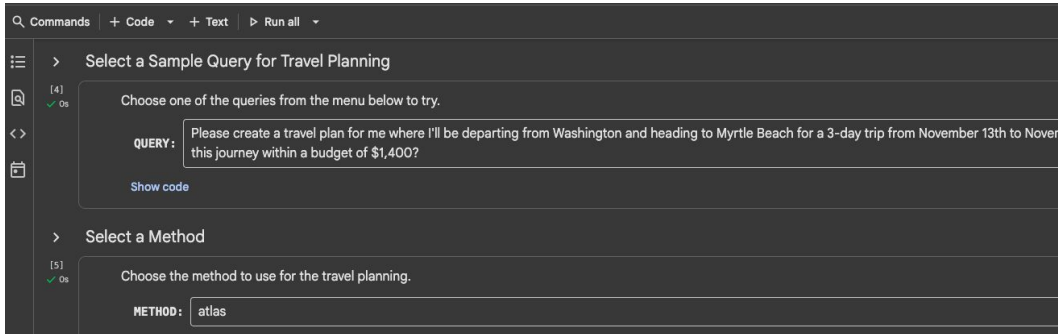 Commands + Code + Text Run all
Select a Sample Query for Travel Planning
[4]
0s
Choose one of the queries from the menu below to try.
QUERY: Please create a travel plan for me where I'll be departing from Washington and heading to Myrtle Beach for a 3-day trip from November 13th to
this journey within a budget of $1,400?
Show code
Select a Method
[5]
0s
Choose the method to use for the travel planning.
METHOD: atlas